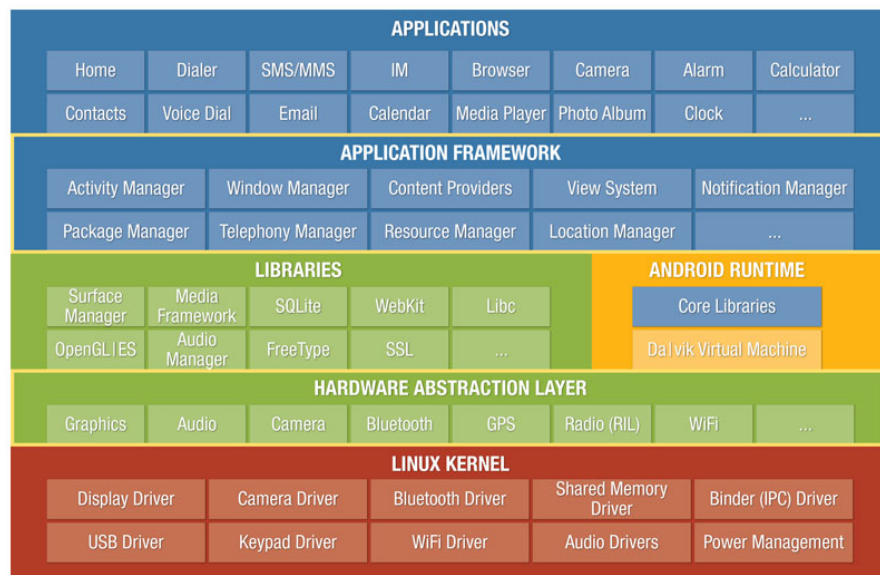 APPLICATIONS
Home Dialer SMS/MMS IM Browser Camera Alarm Calculator
Contacts Voice Dial Email Calendar Media Player Photo Album Clock ...
APPLICATION FRAMEWORK
Activity Manager Window Manager Content Providers View System Notification Manager
Package Manager Telephony Manager Resource Manager Location Manager ...
LIBRARIES
Surface
Manager
Media
Framework
SQLite
WebKit
Libc
OpenGL|ES
Audio
Manager
FreeType
SSL
...
ANDROID RUNTIME
Core Libraries
Da|vik Virtual Machine
HARDWARE ABSTRACTION LAYER
Graphics Audio Camera Bluetooth GPS Radio (RIL) WiFi ...
LINUX KERNEL
Display Driver
Camera Driver
Bluetooth Driver
Shared Memory
Driver
Binder (IPC) Driver
USB Driver Keypad Driver WiFi Driver Audio Drivers Power Management